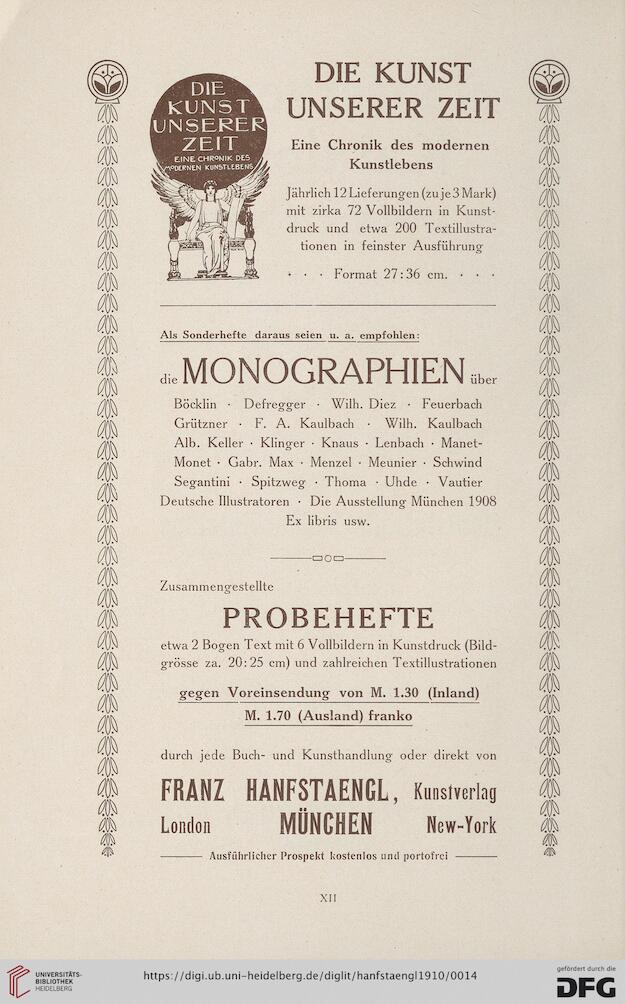 DIE
KUNST
UNSERER
ZEIT
EINE CHRONIK DES
MODERNEN KUNSTLEBENS
DIE KUNST
UNSERER ZEIT
Eine Chronik des modernen
Kunstlebens
Jährlich 12 Lieferungen (zu je 3 Mark)
mit zirka 72 Vollbildern in Kunst-
druck und etwa 200 Textillustra-
tionen in feinster Ausführung
· · · Format 27:36 cm. · · ·
Als Sonderhefte daraus seien u. a. empfohlen:
die MONOGRAPHIEN über
Böcklin · Defregger · Wilh. Diez · Feuerbach
Grützner · F. A. Kaulbach · Wilh. Kaulbach
Alb. Keller · Klinger · Knaus · Lenbach · Manet-
Monet · Gabr. Max · Menzel · Meunier · Schwind
Segantini · Spitzweg · Thoma · Uhde · Vautier
Deutsche Illustratoren · Die Ausstellung München 1908
Ex libris usw.
Zusammengestellte
PROBEHEFTE
etwa 2 Bogen Text mit 6 Vollbildern in Kunstdruck (Bild-
grösse za. 20:25 cm) und zahlreichen Textillustrationen
gegen Voreinsendung von M. 1.30 (Inland)
M. 1.70 (Ausland) franko
durch jede Buch- und Kunsthandlung oder direkt von
FRANZ HANFSTAENGL, Kunstverlag
London MÜNCHEN New-York
Ausführlicher Prospekt kostenlos und portofrei
XII
UNIVERSITÄTS-
BIBLIOTHEK
HEIDELBERG
https://digi.ub.uni-heidelberg.de/diglit/hanfstaengl1910/0014
gefördert durch die
DFG